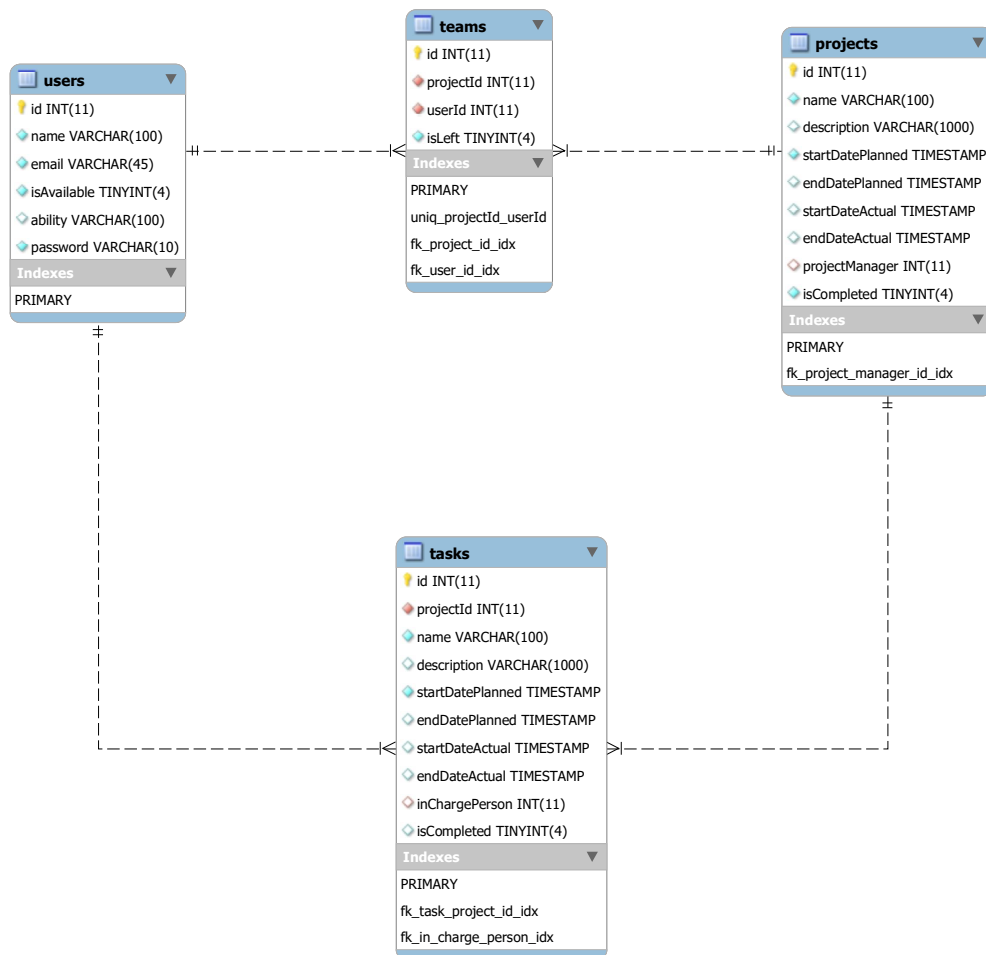 users
id INT(11)
name VARCHAR(100)
email VARCHAR(45)
isAvailable TINYINT(4)
ability VARCHAR(100)
password VARCHAR(10)
Indexes
PRIMARY
teams
id INT(11)
projectId INT(11)
userId INT(11)
isLeft TINYINT(4)
Indexes
PRIMARY
uniq_projectId_userId
fk_project_id_idx
fk_user_id_idx
projects
id INT(11)
name VARCHAR(100)
description VARCHAR(1000)
startDatePlanned TIMESTAMP
endDatePlanned TIMESTAMP
startDateActual TIMESTAMP
endDateActual TIMESTAMP
projectManager INT(11)
isCompleted TINYINT(4)
Indexes
PRIMARY
fk_project_manager_id_idx
tasks
id INT(11)
projectId INT(11)
name VARCHAR(100)
description VARCHAR(1000)
startDatePlanned TIMESTAMP
endDatePlanned TIMESTAMP
startDateActual TIMESTAMP
endDateActual TIMESTAMP
inChargePerson INT(11)
isCompleted TINYINT(4)
Indexes
PRIMARY
fk_task_project_id_idx
fk_in_charge_person_idx